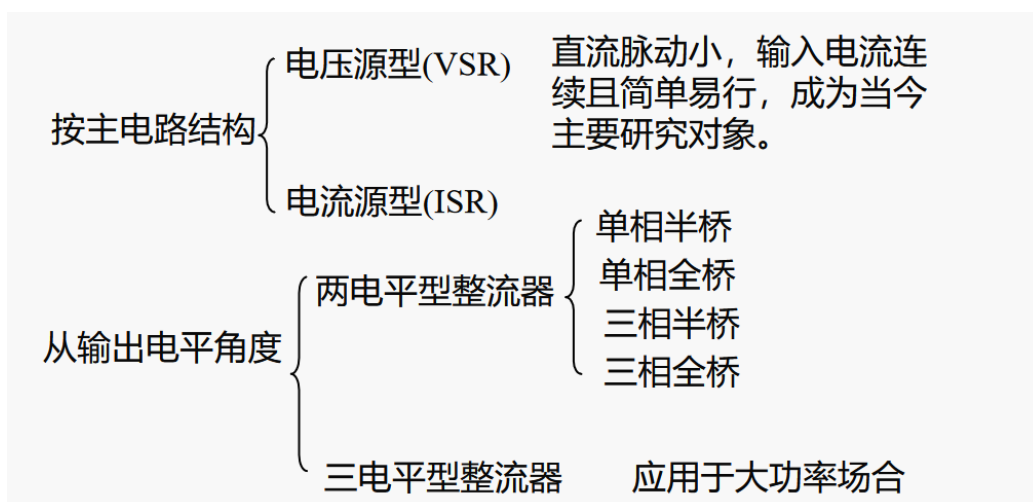 按主电路结构
电压源型(VSR)
直流脉动小，输入电流连
续且简单易行，成为当今
主要研究对象。
电流源型(ISR)
从输出电平角度
两电平型整流器
单相半桥
单相全桥
三相半桥
三相全桥
三电平型整流器
应用于大功率场合